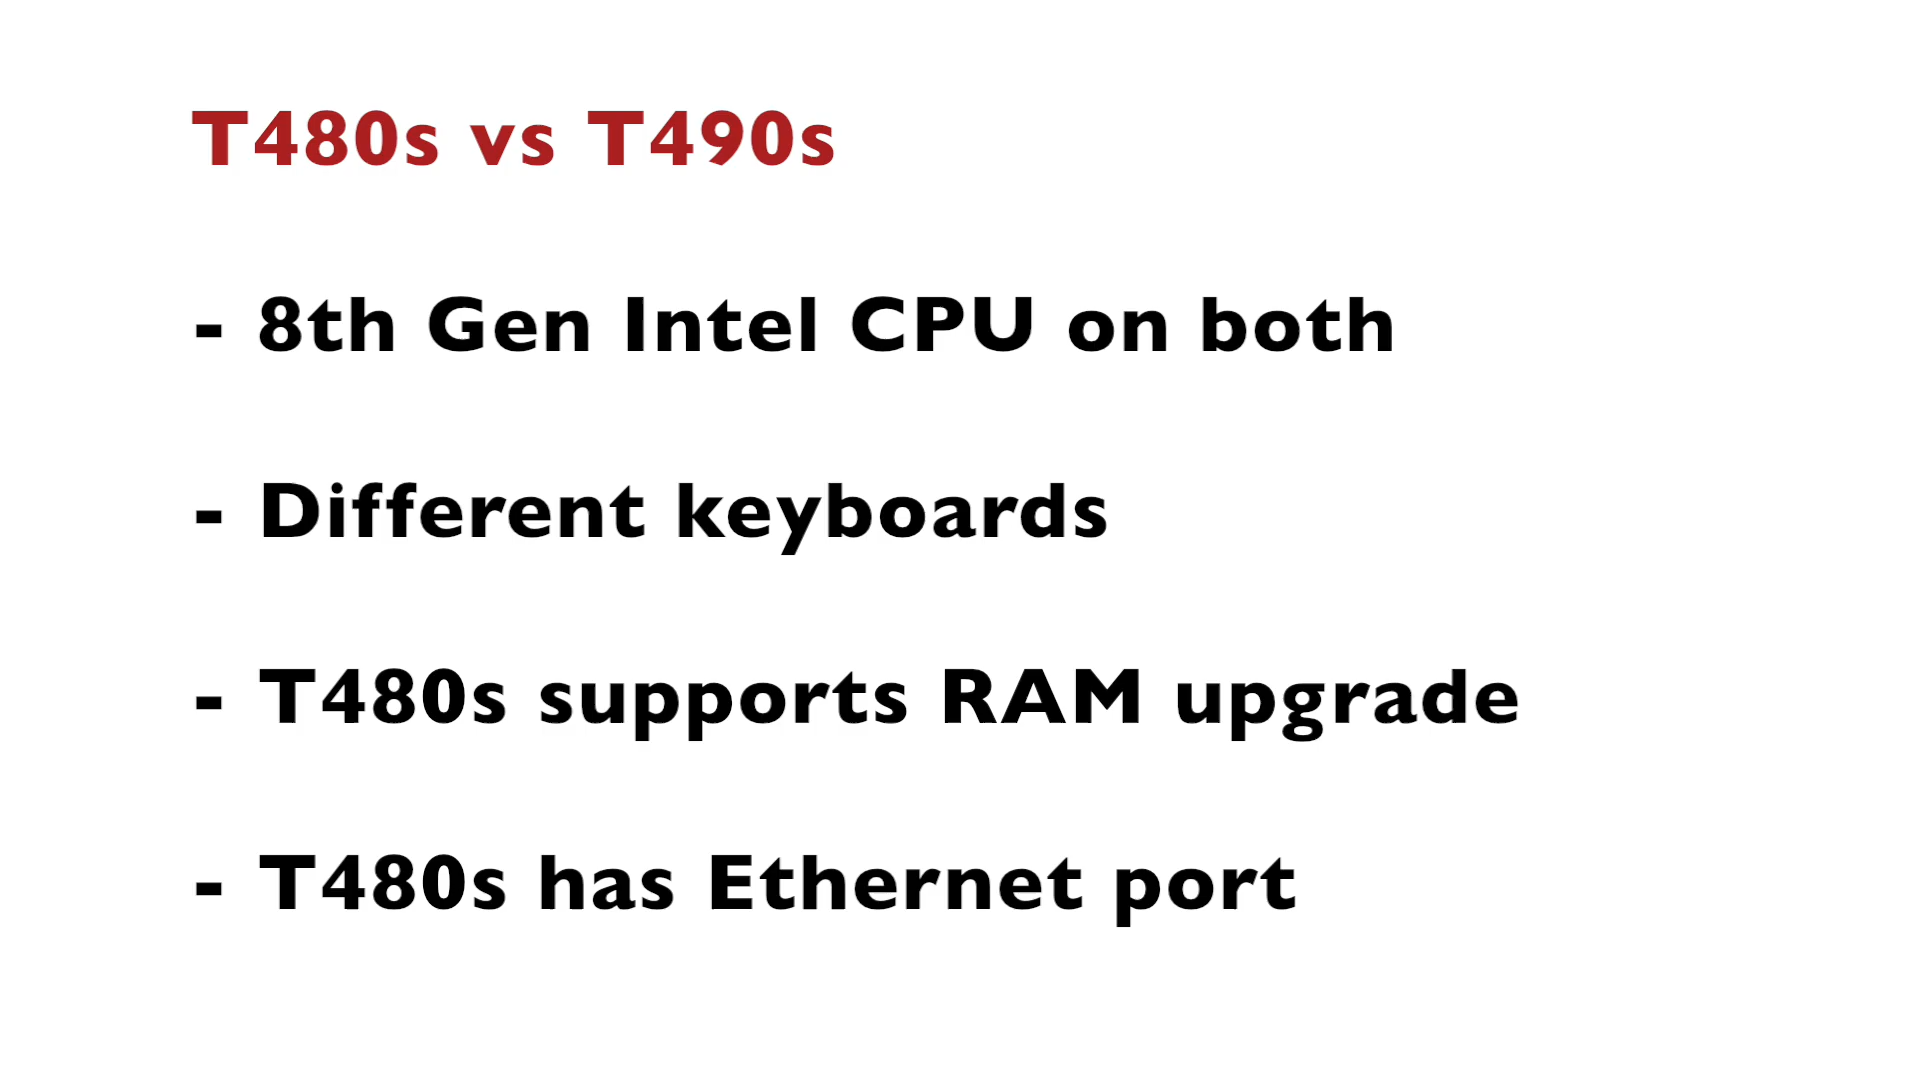 T480s vs T490s
- 8th Gen Intel CPU on both
- Different keyboards
- T480s supports RAM upgrade
- T480s has Ethernet port